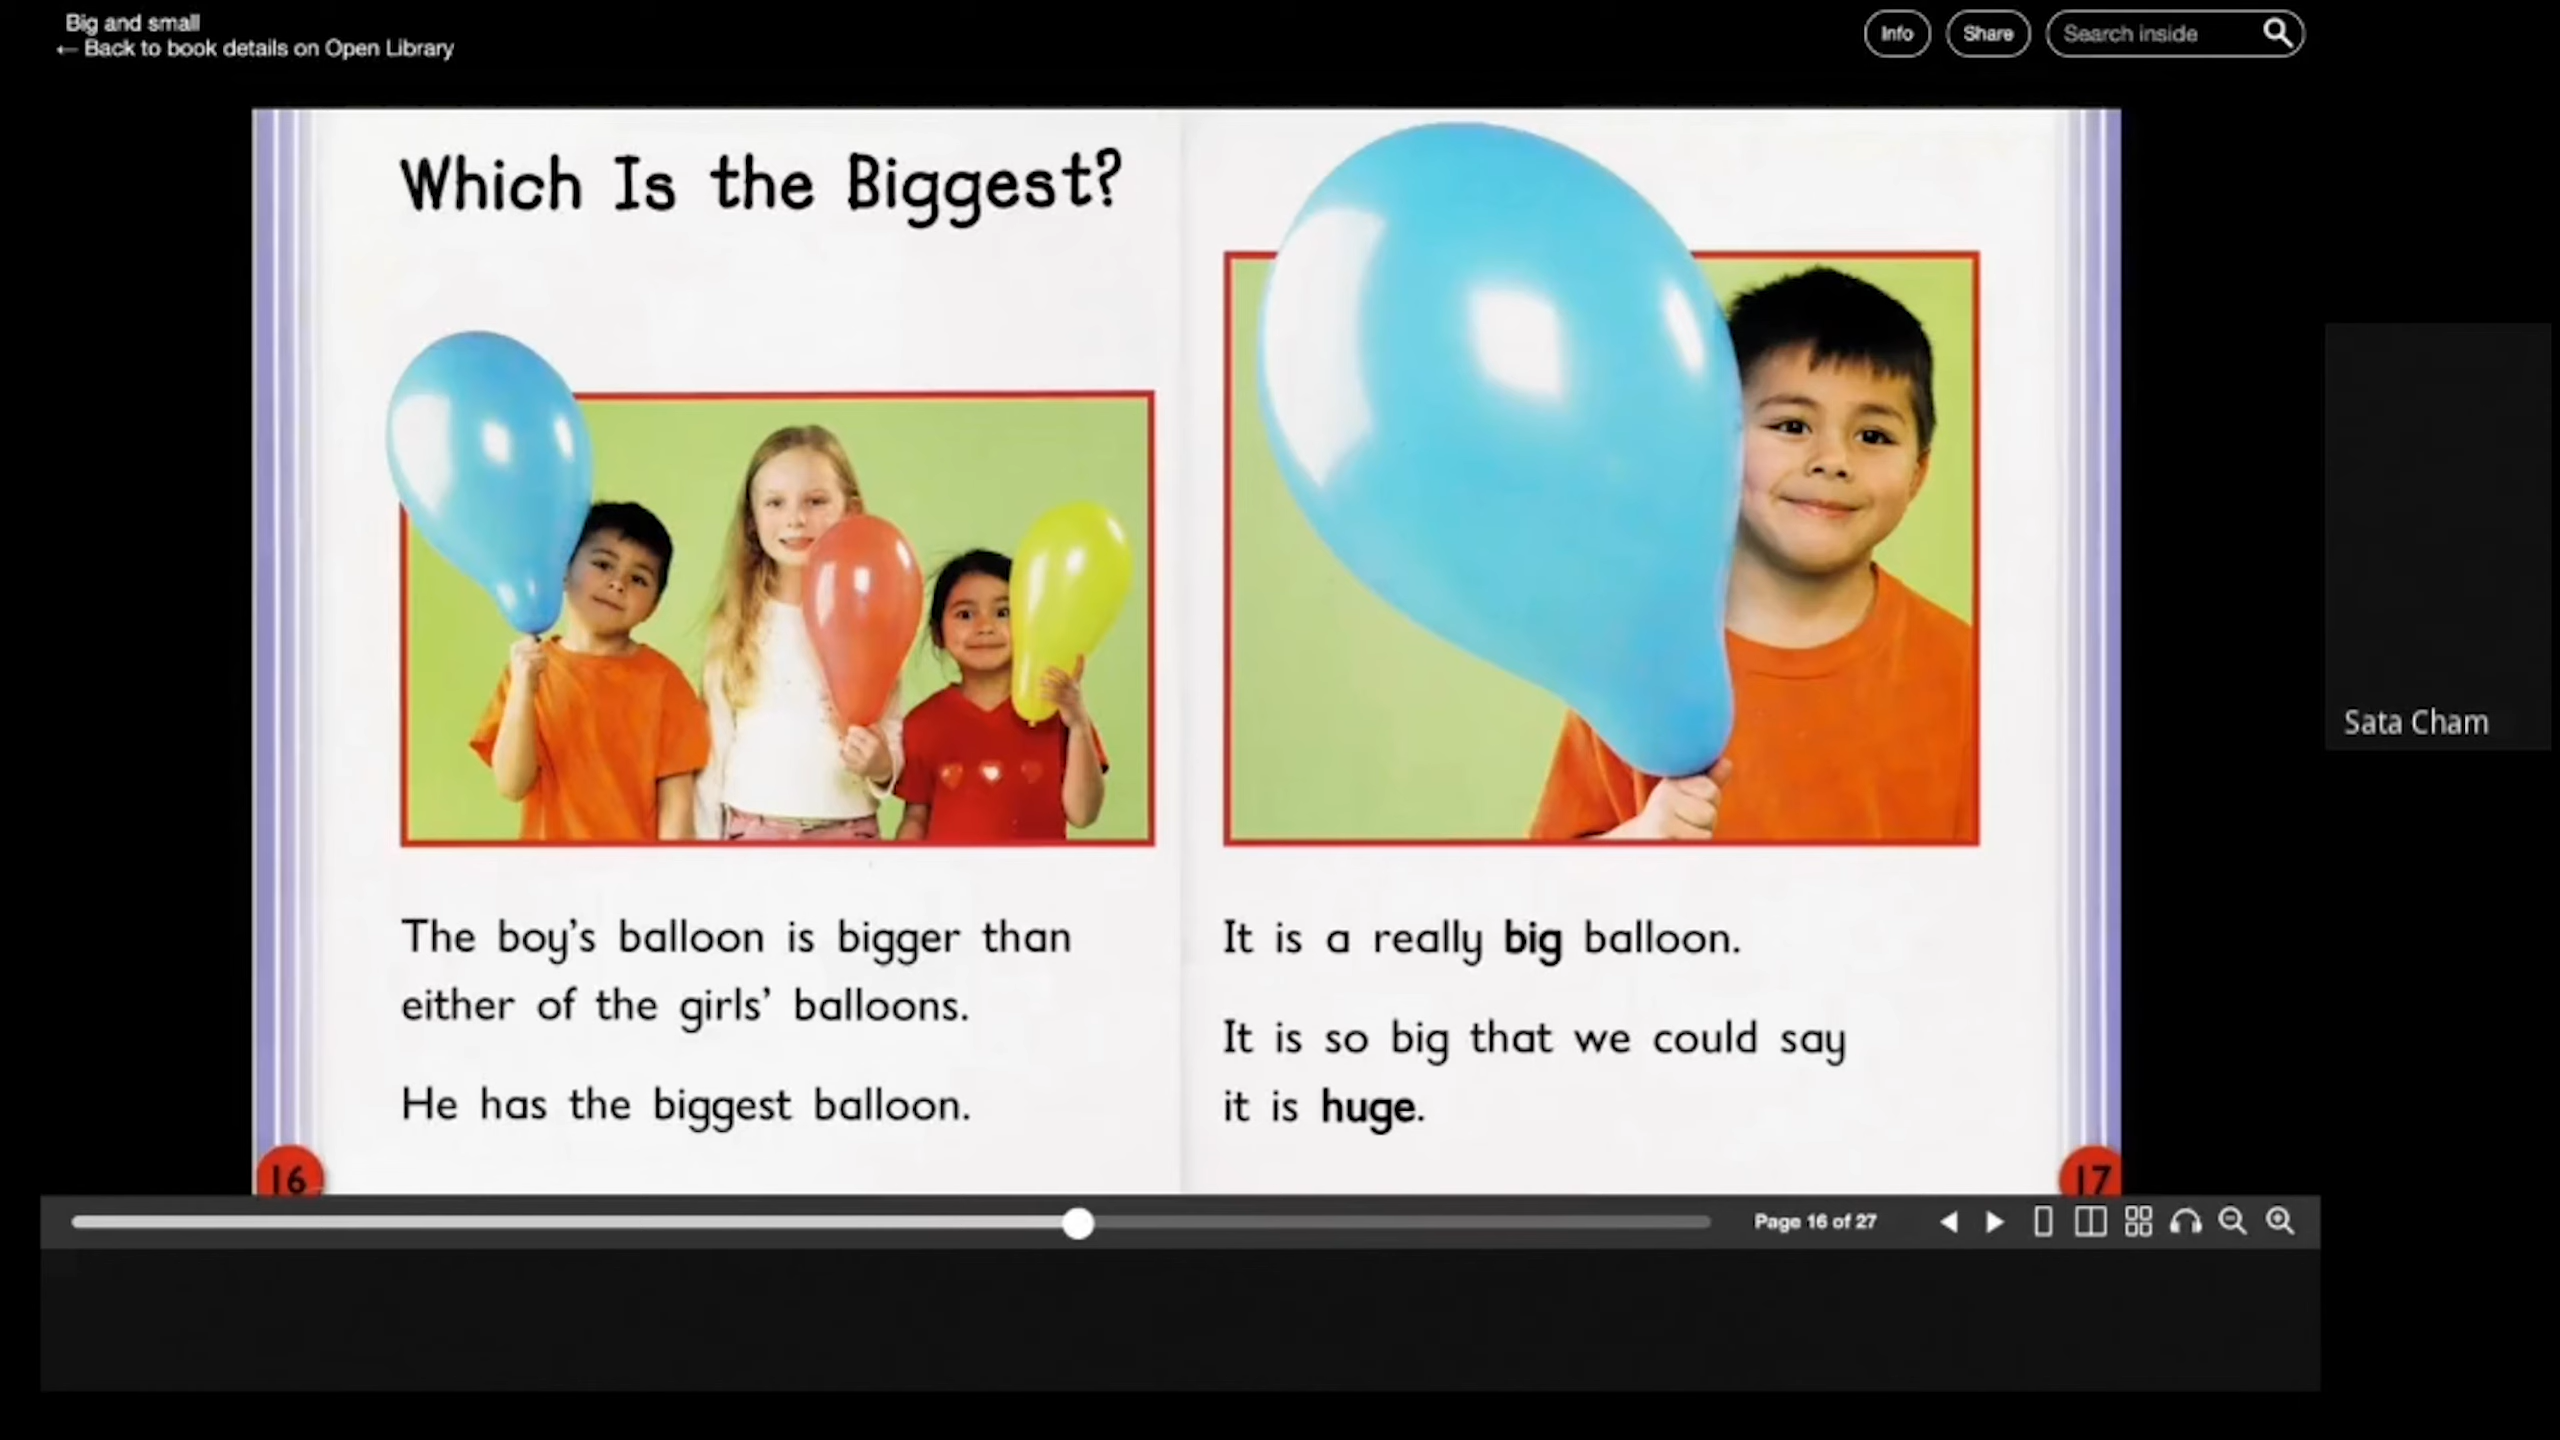 Big and small
← Back to book details on Open Library
Info
Share
Search inside
Which Is the Biggest?
The boy's balloon is bigger than
either of the girls' balloons.
He has the biggest balloon.
16
It is a really big balloon.
It is so big that we could say
it is huge.
17
Sata Cham
Page 16 of 27